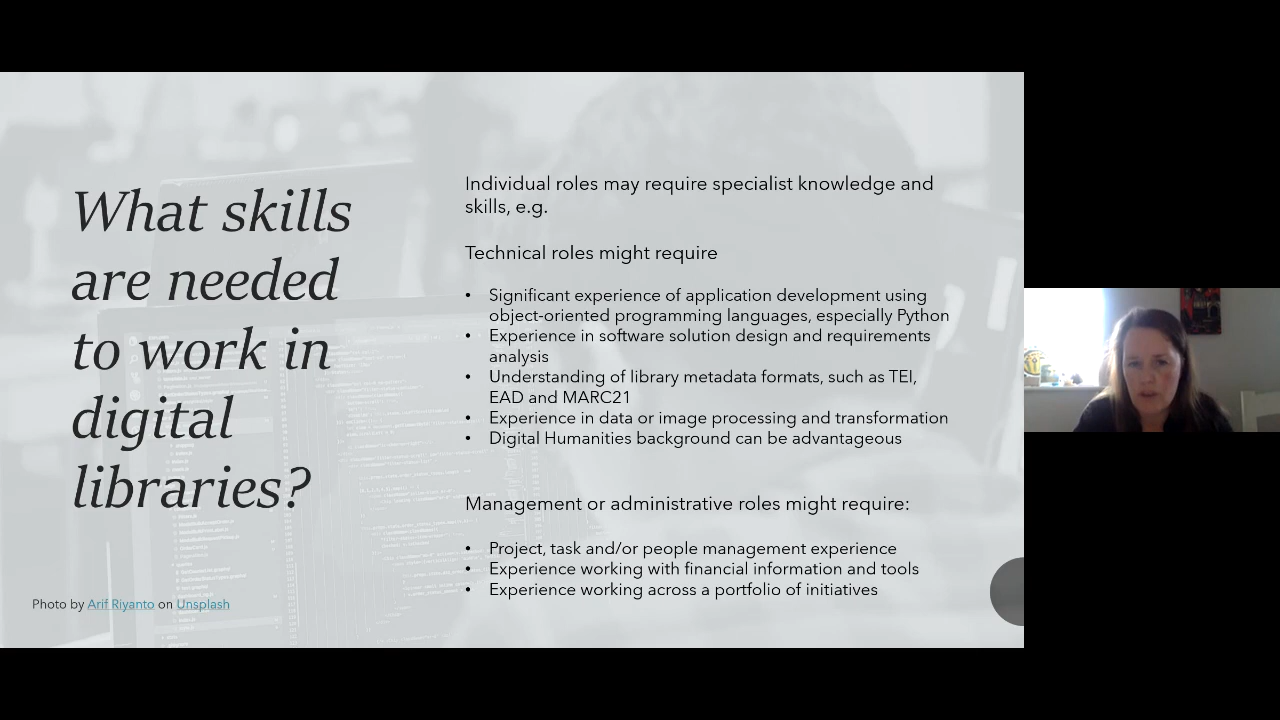 What skills
are needed
to work in
digital
libraries?
Individual roles may require specialist knowledge and
skills, e.g.
Technical roles might require
• Significant experience of application development using
object-oriented programming languages, especially Python
• Experience in software solution design and requirements
analysis
• Understanding of library metadata formats, such as TEI,
EAD and MARC21
• Experience in data or image processing and transformation
• Digital Humanities background can be advantageous
Management or administrative roles might require:
• Project, task and/or people management experience
• Experience working with financial information and tools
• Experience working across a portfolio of initiatives
Photo by Arif Riyanto on Unsplash